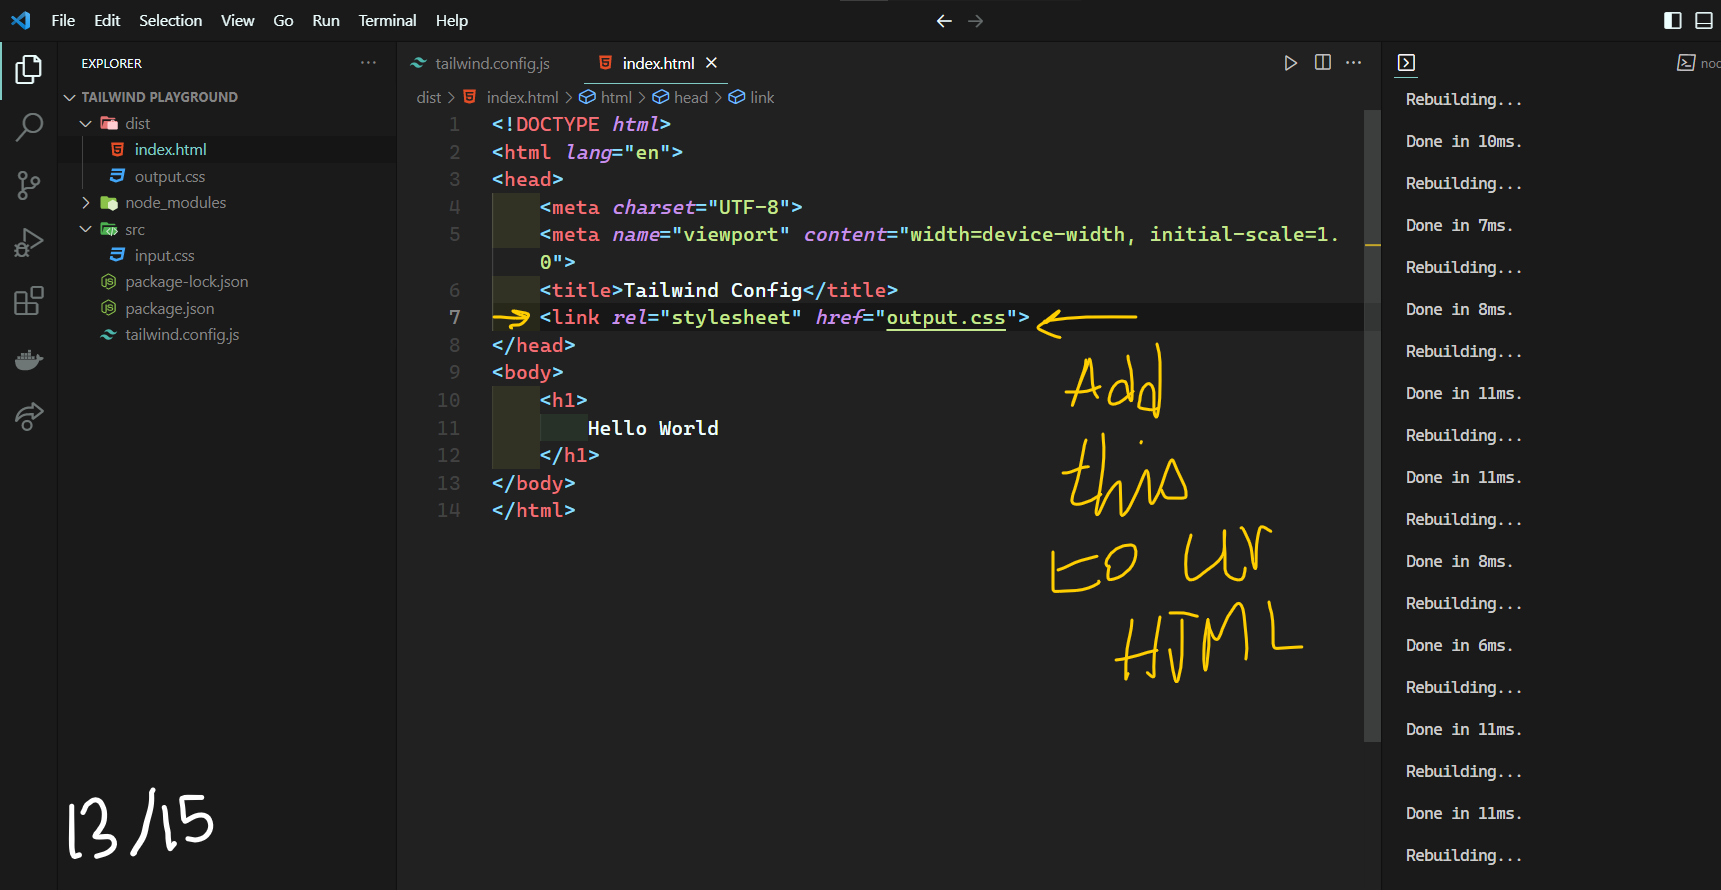 File Edit Selection View Go Run Terminal Help
EXPLORER
TAILWIND PLAYGROUND
dist
index.html
output.css
node_modules
src
input.css
package-lock.json
package.json
tailwind.config.js
tailwind.config.js index.html
dist > index.html > html > head > link
1 <!DOCTYPE html>
2 <html lang="en">
3 <head>
4 <meta charset="UTF-8">
5 <meta name="viewport" content="width=device-width, initial-scale=1.
0">
6 <title>Tailwind Config</title>
7 <link rel="stylesheet" href="output.css">
8 </head>
9 <body>
10 <h1>
11 Hello World
12 </h1>
13 </body>
14 </html>
Add
this
to ur
HTML
13/15
Rebuilding...
Done in 10ms.
Rebuilding...
Done in 7ms.
Rebuilding...
Done in 8ms.
Rebuilding...
Done in 11ms.
Rebuilding...
Done in 11ms.
Rebuilding...
Done in 8ms.
Rebuilding...
Done in 6ms.
Rebuilding...
Done in 11ms.
Rebuilding...
Done in 11ms.
Rebuilding...